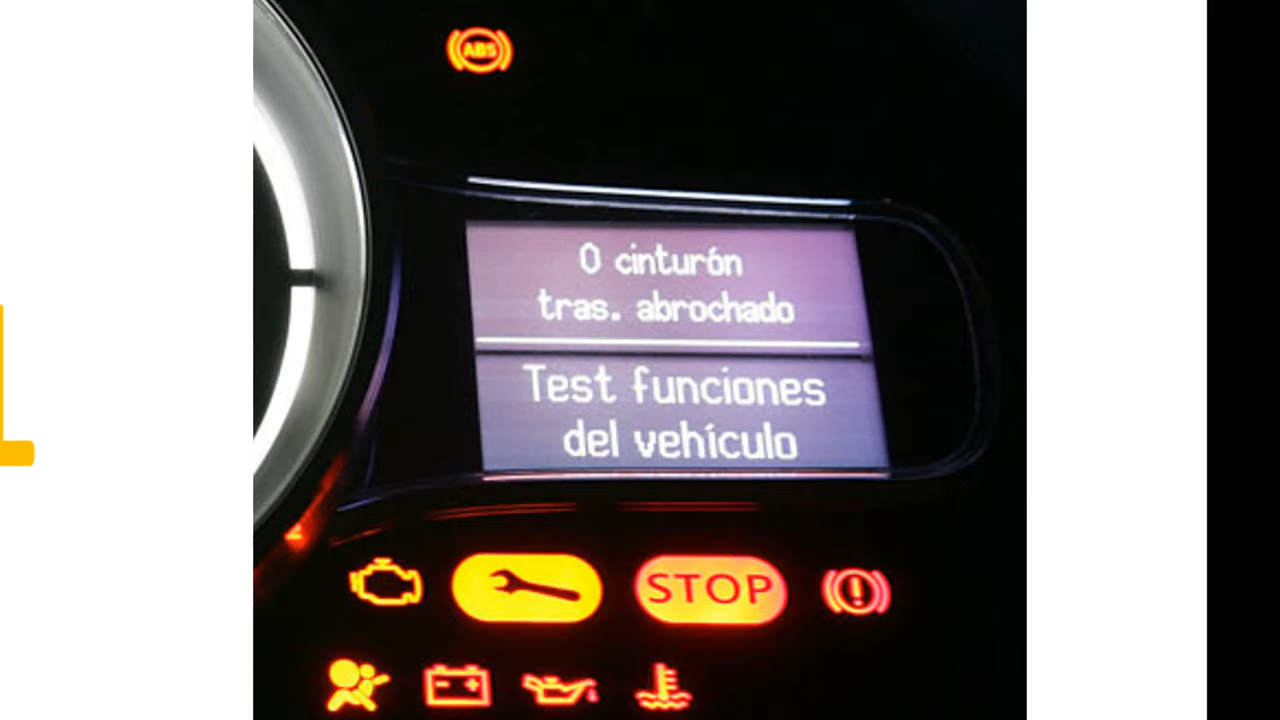 ABS
0 cinturón
tras. abrochado
Test funciones
del vehículo
STOP